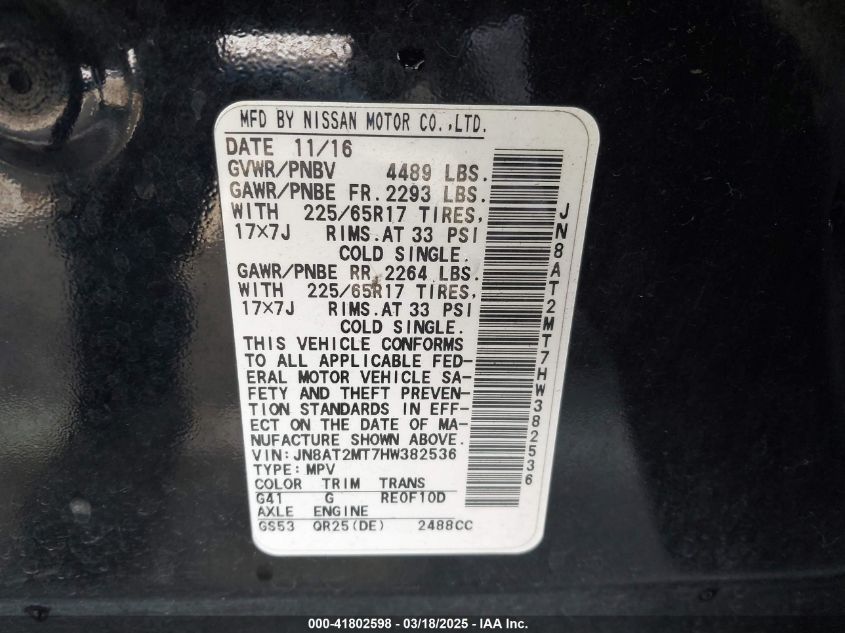 MFD BY NISSAN MOTOR CO.,LTD.
DATE 11/16
GVWR/PNBV 4489 LBS.
GAWR/PNBE FR. 2293 LBS.
WITH 225/65R17 TIRES,
17×7J RIMS.AT 33 PSI
COLD SINGLE.
GAWR/PNBE RR. 2264 LBS.
WITH 225/65R17 TIRES,
17×7J RIMS.AT 33 PSI
COLD SINGLE.
THIS VEHICLE CONFORMS
TO ALL APPLICABLE FED-
ERAL MOTOR VEHICLE SA-
FETY AND THEFT PREVEN-
TION STANDARDS IN EFF-
ECT ON THE DATE OF MA-
NUFACTURE SHOWN ABOVE.
VIN: JN8AT2MT7HW382536
TYPE: MPV
COLOR TRIM TRANS
G41 G RE0F10D
AXLE ENGINE
GS53 QR25(DE) 2488CC
JN8AT2MT7HW382536
000-41802598 - 03/18/2025 - IAA Inc.